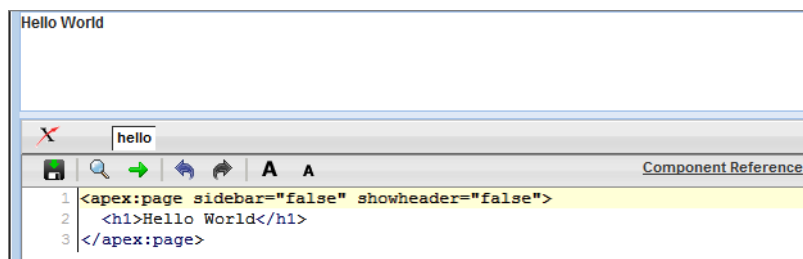 Hello World
hello
A A Component Reference
1 <apex:page sidebar="false" showheader="false">
2 <h1>Hello World</h1>
3 </apex:page>